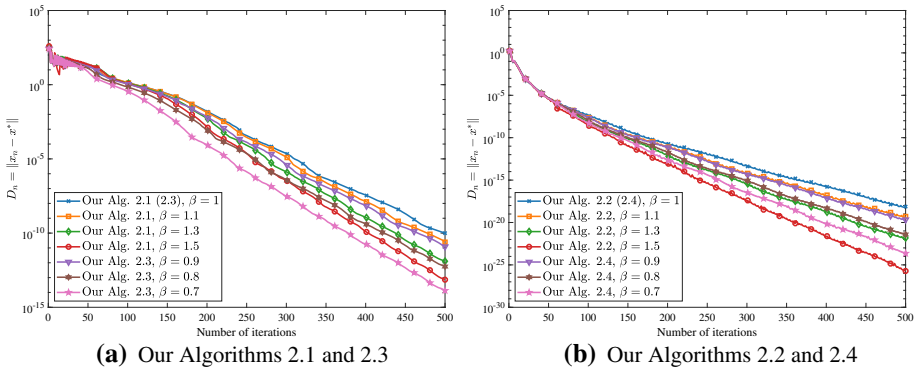 10^5
10^0
10^-5
10^-10
10^-15
D_n = ||x_n − x*||
Our Alg. 2.1 (2.3), β = 1
Our Alg. 2.1, β = 1.1
Our Alg. 2.1, β = 1.3
Our Alg. 2.1, β = 1.5
Our Alg. 2.3, β = 0.9
Our Alg. 2.3, β = 0.8
Our Alg. 2.3, β = 0.7
0 50 100 150 200 250 300 350 400 450 500
Number of iterations
(a) Our Algorithms 2.1 and 2.3
10^5
10^0
10^-5
10^-10
10^-15
10^-20
10^-25
10^-30
D_n = ||x_n − x*||
Our Alg. 2.2 (2.4), β = 1
Our Alg. 2.2, β = 1.1
Our Alg. 2.2, β = 1.3
Our Alg. 2.2, β = 1.5
Our Alg. 2.4, β = 0.9
Our Alg. 2.4, β = 0.8
Our Alg. 2.4, β = 0.7
0 50 100 150 200 250 300 350 400 450 500
Number of iterations
(b) Our Algorithms 2.2 and 2.4